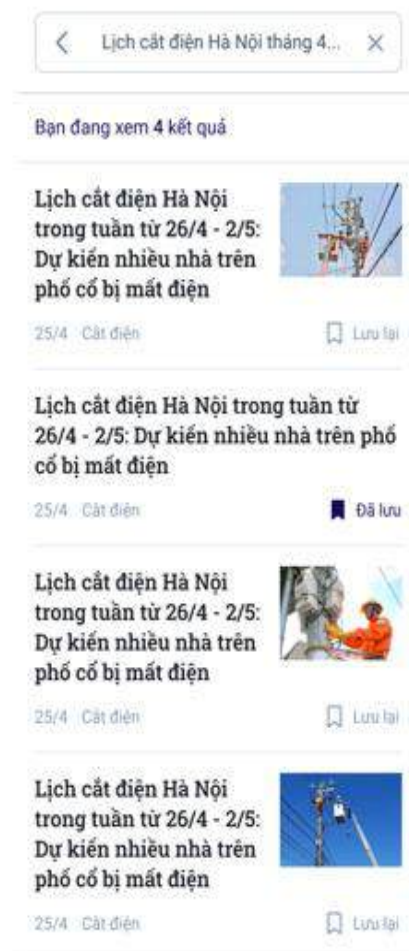 Lịch cắt điện Hà Nội tháng 4...
Bạn đang xem 4 kết quả
Lịch cắt điện Hà Nội
trong tuần từ 26/4 - 2/5:
Dự kiến nhiều nhà trên
phố cổ bị mất điện
25/4 Cắt điện
Lưu lại
Lịch cắt điện Hà Nội trong tuần từ
26/4 - 2/5: Dự kiến nhiều nhà trên phố
cổ bị mất điện
25/4 Cắt điện
Đã lưu
Lịch cắt điện Hà Nội
trong tuần từ 26/4 - 2/5:
Dự kiến nhiều nhà trên
phố cổ bị mất điện
25/4 Cắt điện
Lưu lại
Lịch cắt điện Hà Nội
trong tuần từ 26/4 - 2/5:
Dự kiến nhiều nhà trên
phố cổ bị mất điện
25/4 Cắt điện
Lưu lại